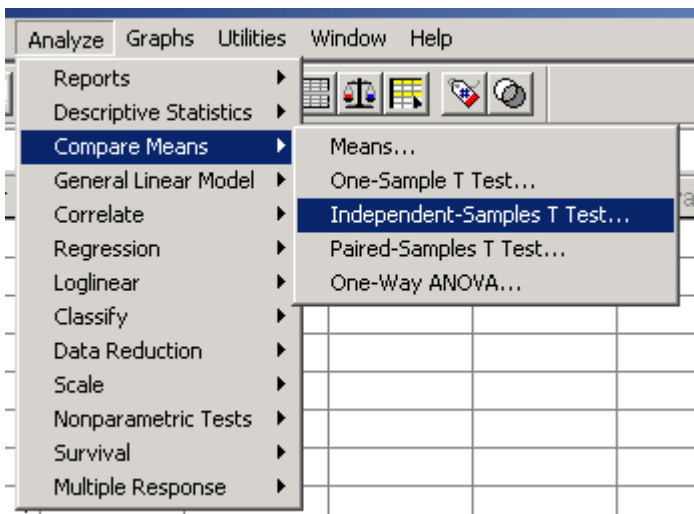 Analyze Graphs Utilities Window Help
Reports
Descriptive Statistics
Compare Means
General Linear Model
Correlate
Regression
Loglinear
Classify
Data Reduction
Scale
Nonparametric Tests
Survival
Multiple Response
Means...
One-Sample T Test...
Independent-Samples T Test...
Paired-Samples T Test...
One-Way ANOVA...